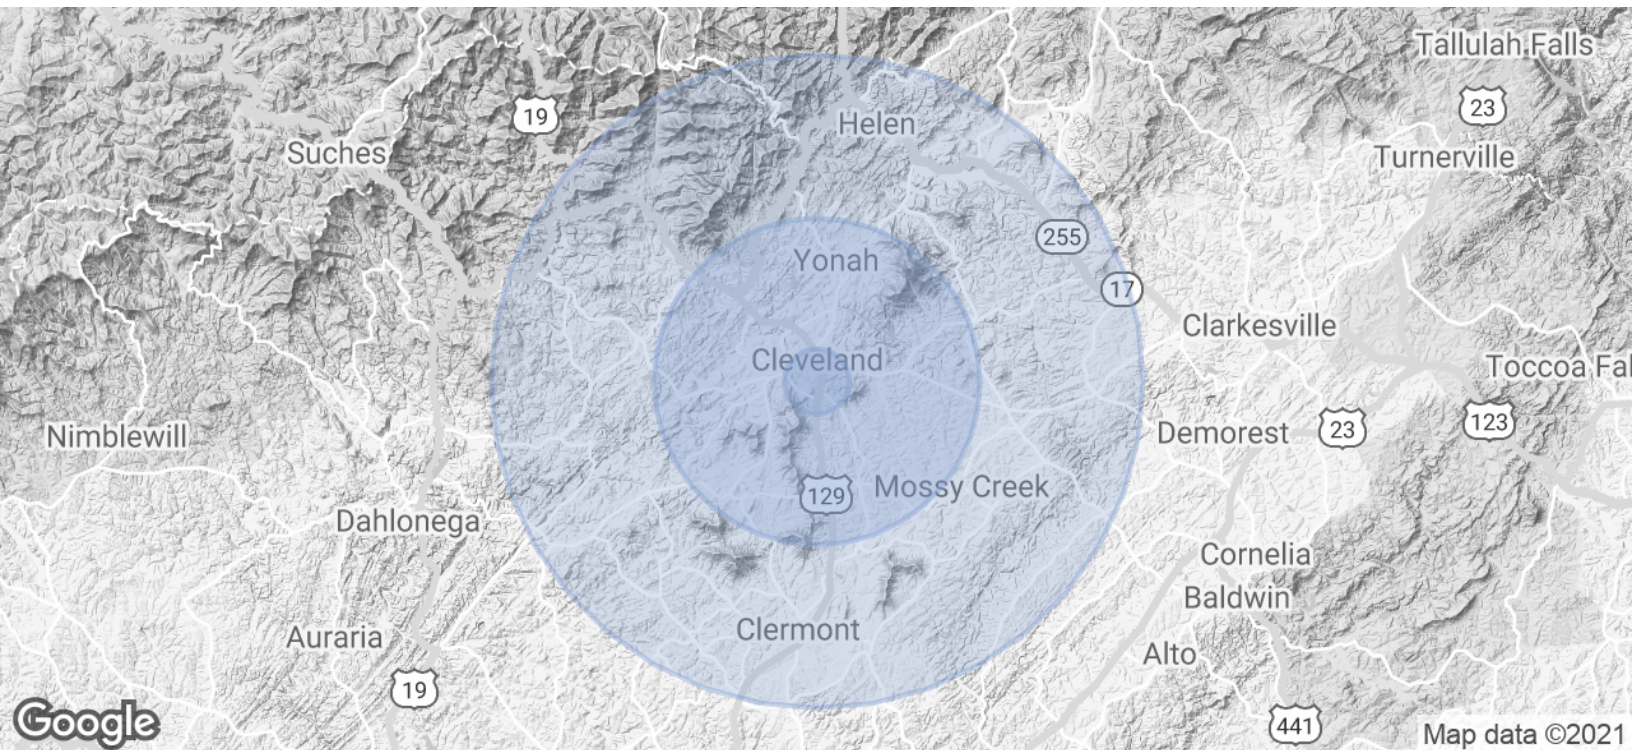 Tallulah Falls
23
19
Helen
Suches
Turnerville
255
Yonah
17
Clarkesville
Cleveland
Toccoa Fal
123
23
Demorest
Nimblewill
Mossy Creek
129
Dahlonega
Cornelia
Baldwin
Clermont
Auraria
Alto
19
Google
441
Map data ©2021